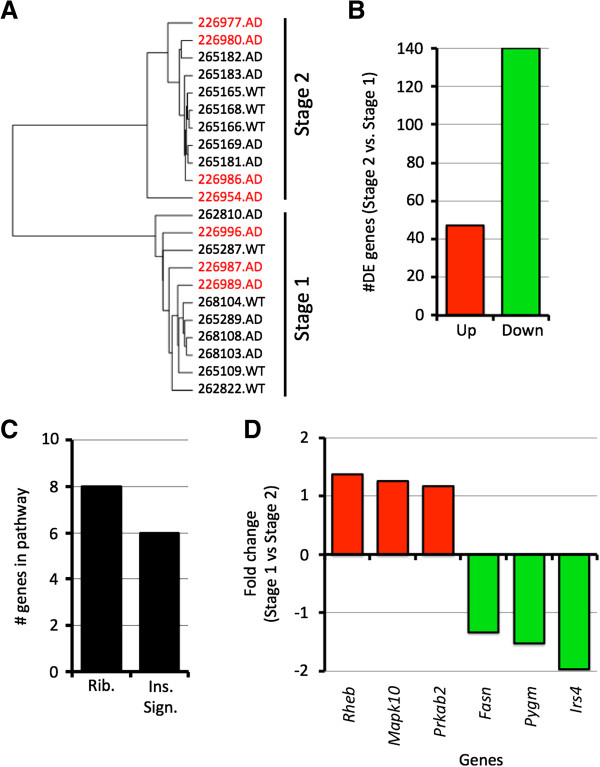 A
226977.AD
226980.AD
265182.AD
265183.AD
265165.WT
265168.WT
265166.WT
265169.AD
265181.AD
226986.AD
226954.AD
262810.AD
226996.AD
265287.WT
226987.AD
226989.AD
268104.WT
265289.AD
268108.AD
268103.AD
265109.WT
262822.WT
Stage 2
Stage 1
B
#DE genes (Stage 2 vs. Stage 1)
140
120
100
80
60
40
20
0
Up Down
C
# genes in pathway
10
8
6
4
2
0
Rib. Ins.
Sign.
D
Fold change
(Stage 1 vs Stage 2)
2
1
0
-1
-2
Rheb
Mapk10
Prkab2
Fasn
Pygm
Irs4
Genes